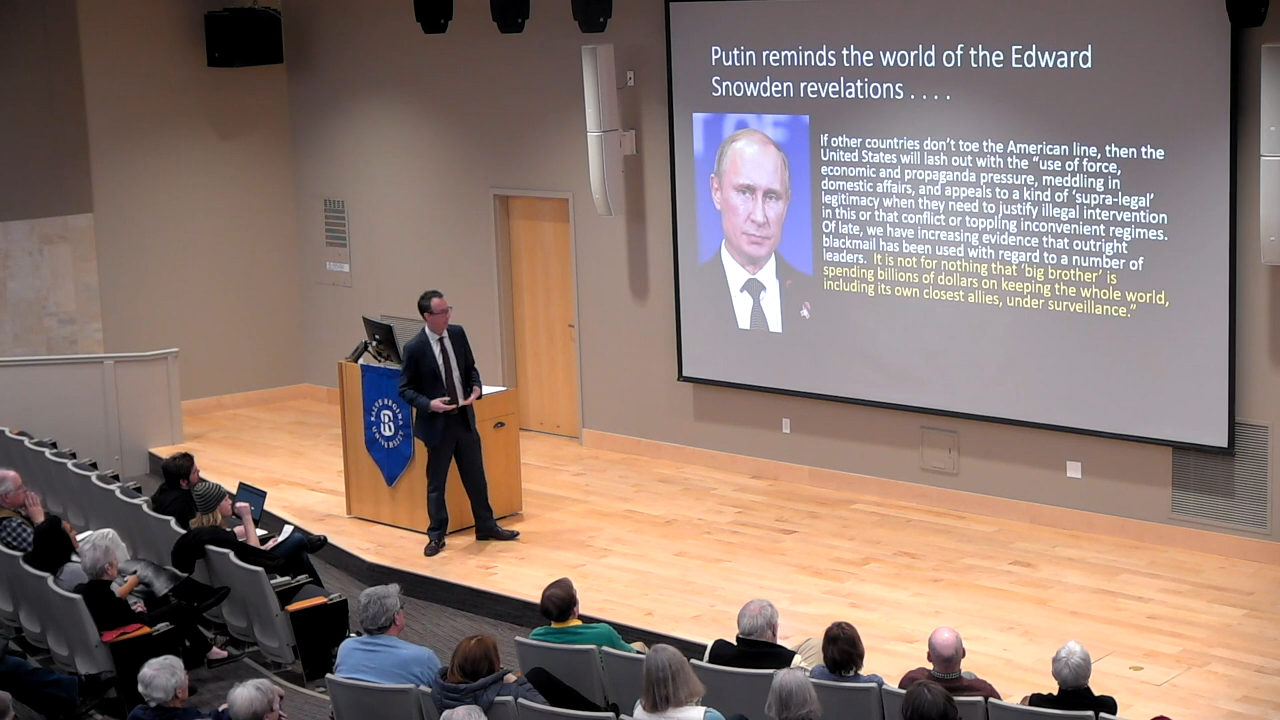 Putin reminds the world of the Edward
Snowden revelations . . . .
If other countries don't toe the American line, then the
United States will lash out with the "use of force,
economic and propaganda pressure, meddling in
domestic affairs, and appeals to a kind of 'supra-legal'
legitimacy when they need to justify illegal intervention
in this or that conflict or toppling inconvenient regimes.
Of late, we have increasing evidence that outright
blackmail has been used with regard to a number of
leaders. It is not for nothing that 'big brother' is
spending billions of dollars on keeping the whole world,
including its own closest allies, under surveillance."
SALVE REGINA
UNIVERSITY